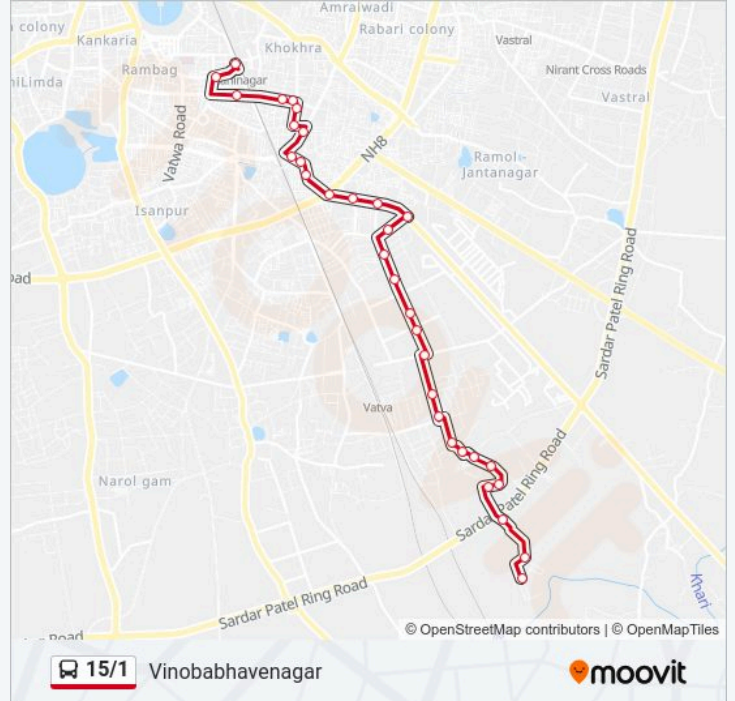 Amraiwadi
colony
Rabari colony
Kankaria
Khokhra
Vastral
Rambag
Nirant Cross Roads
Vastral
Vatwa Road
NH8
Ramol-
Jantanagar
Isanpur
Sardar Patel Ring Road
Vatva
Narol gam
Sardar Patel Ring Road
Sardar Patel Ring Road
Khari
Road
© OpenStreetMap contributors | © OpenMapTiles
15/1 Vinobabhavenagar
moovit